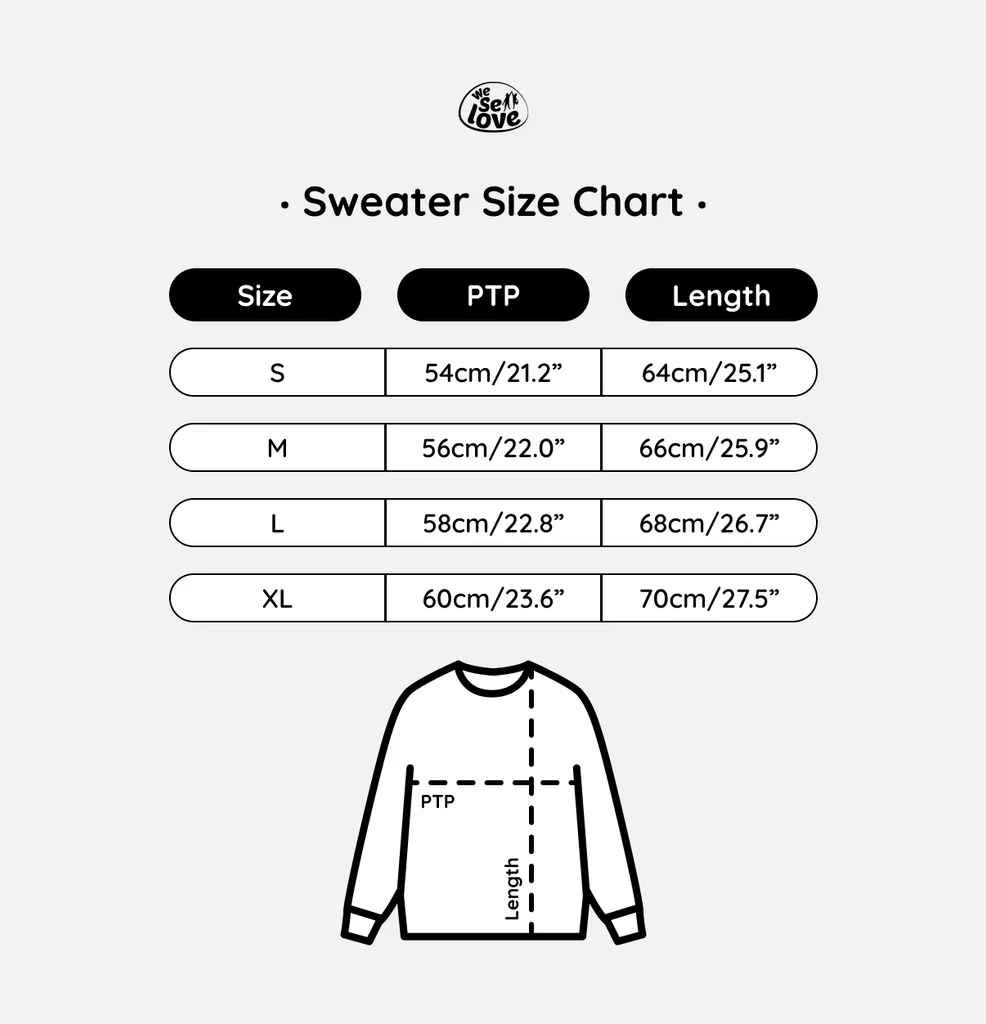 We
Sell
love
· Sweater Size Chart ·
Size PTP Length
S 54cm/21.2” 64cm/25.1”
M 56cm/22.0” 66cm/25.9”
L 58cm/22.8” 68cm/26.7”
XL 60cm/23.6” 70cm/27.5”
PTP
Length